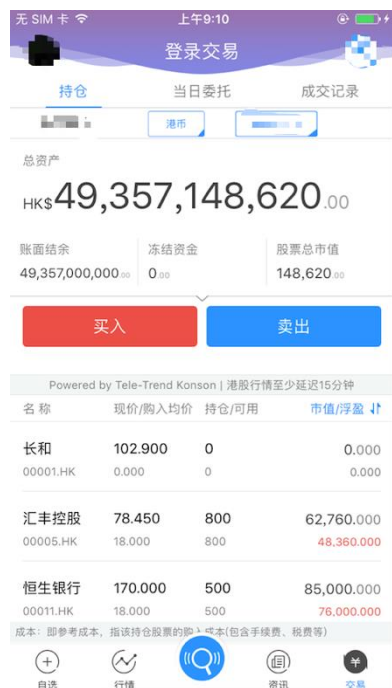 无 SIM 卡 上午9:10
登录交易
持仓 当日委托 成交记录
港币
总资产
HK$49,357,148,620.00
账面结余 冻结资金 股票总市值
49,357,000,000.00 0.00 148,620.00
买入 卖出
Powered by Tele-Trend Konson | 港股行情至少延迟15分钟
名称 现价/购入均价 持仓/可用 市值/浮盈
长和 102.900 0 0.000
00001.HK 0.000 0 0.000
汇丰控股 78.450 800 62,760.000
00005.HK 18.000 800 48,360.000
恒生银行 170.000 500 85,000.000
00011.HK 18.000 500 76,000.000
成本：即参考成本，指该持仓股票的购入成本(包含手续费、税费等)
自选 行情 资讯 交易